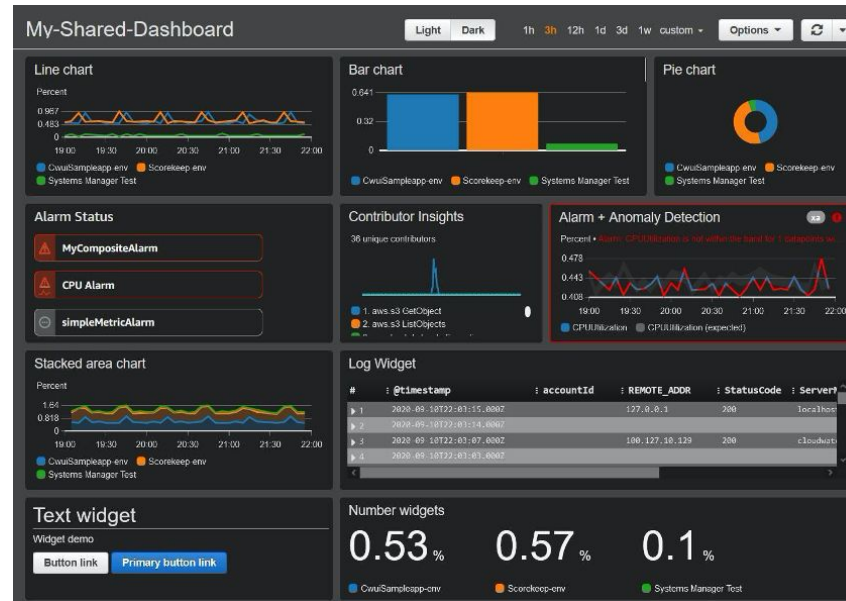 My-Shared-Dashboard
Light Dark 1h 3h 12h 1d 3d 1w custom Options
Line chart
Percent
0.967
0.483
0
19:00 19:30 20:00 20:30 21:00 21:30 22:00
CwuiSampleapp-env Scorekeep-env
Systems Manager Test
Bar chart
0.641
0.32
0
CwuiSampleapp-env Scorekeep-env Systems Manager Test
Pie chart
CwuiSampleapp-env Scorekeep-env
Systems Manager Test
Alarm Status
MyCompositeAlarm
CPU Alarm
simpleMetricAlarm
Contributor Insights
36 unique contributors
1. aws.s3 GetObject
2. aws.s3 ListObjects
Alarm + Anomaly Detection
Percent • Alarm: CPUUtilization is not within the band for 1 datapoints
0.478
0.443
0.408
19:00 19:30 20:00 20:30 21:00 21:30 22:00
CPUUtilization CPUUtilization (expected)
Stacked area chart
Percent
1.64
0.818
0
19:00 19:30 20:00 20:30 21:00 21:30 22:00
CwuiSampleapp-env Scorekeep-env
Systems Manager Test
Log Widget
# : @timestamp : accountId : REMOTE_ADDR : StatusCode
1 2020-09-10T22:03:15.000Z 127.0.0.1 200 localhost
2 2020-09-10T22:03:14.000Z
3 2020-09-10T22:03:07.000Z 100.127.10.129 200
4 2020-09-10T22:03:03.000Z
Text widget
Widget demo
Button link Primary button link
Number widgets
0.53 % 0.57 % 0.1 %
CwuiSampleapp-env Scorekeep-env Systems Manager Test